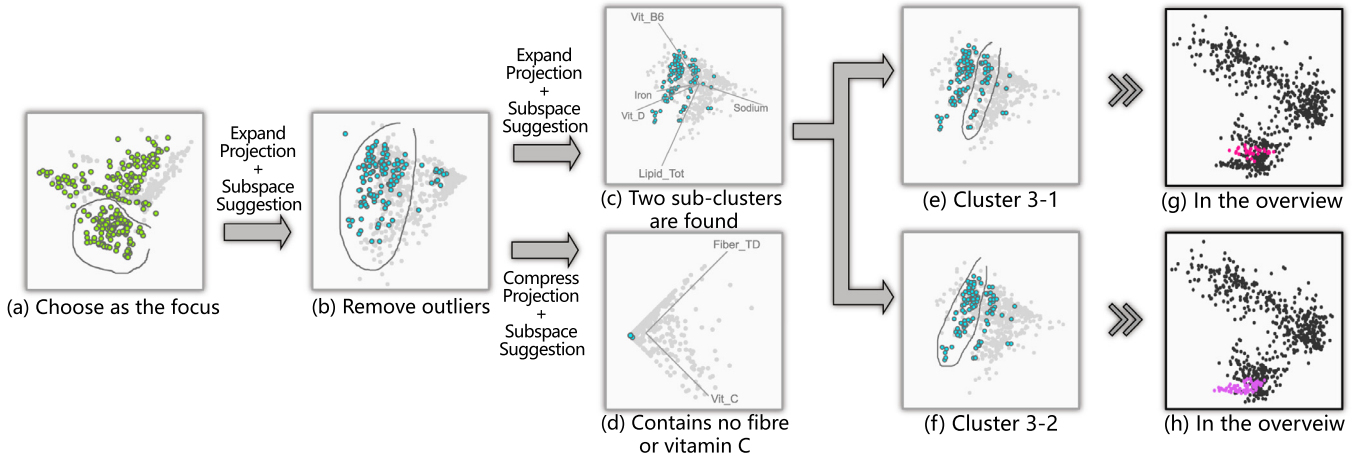 (a) Choose as the focus
Expand
Projection
+
Subspace
Suggestion
(b) Remove outliers
Expand
Projection
+
Subspace
Suggestion
Compress
Projection
+
Subspace
Suggestion
Vit_B6
Iron
Vit_D
Sodium
Lipid_Tot
(c) Two sub-clusters
are found
Fiber_TD
Vit_C
(d) Contains no fibre
or vitamin C
(e) Cluster 3-1
(f) Cluster 3-2
(g) In the overview
(h) In the overveiw